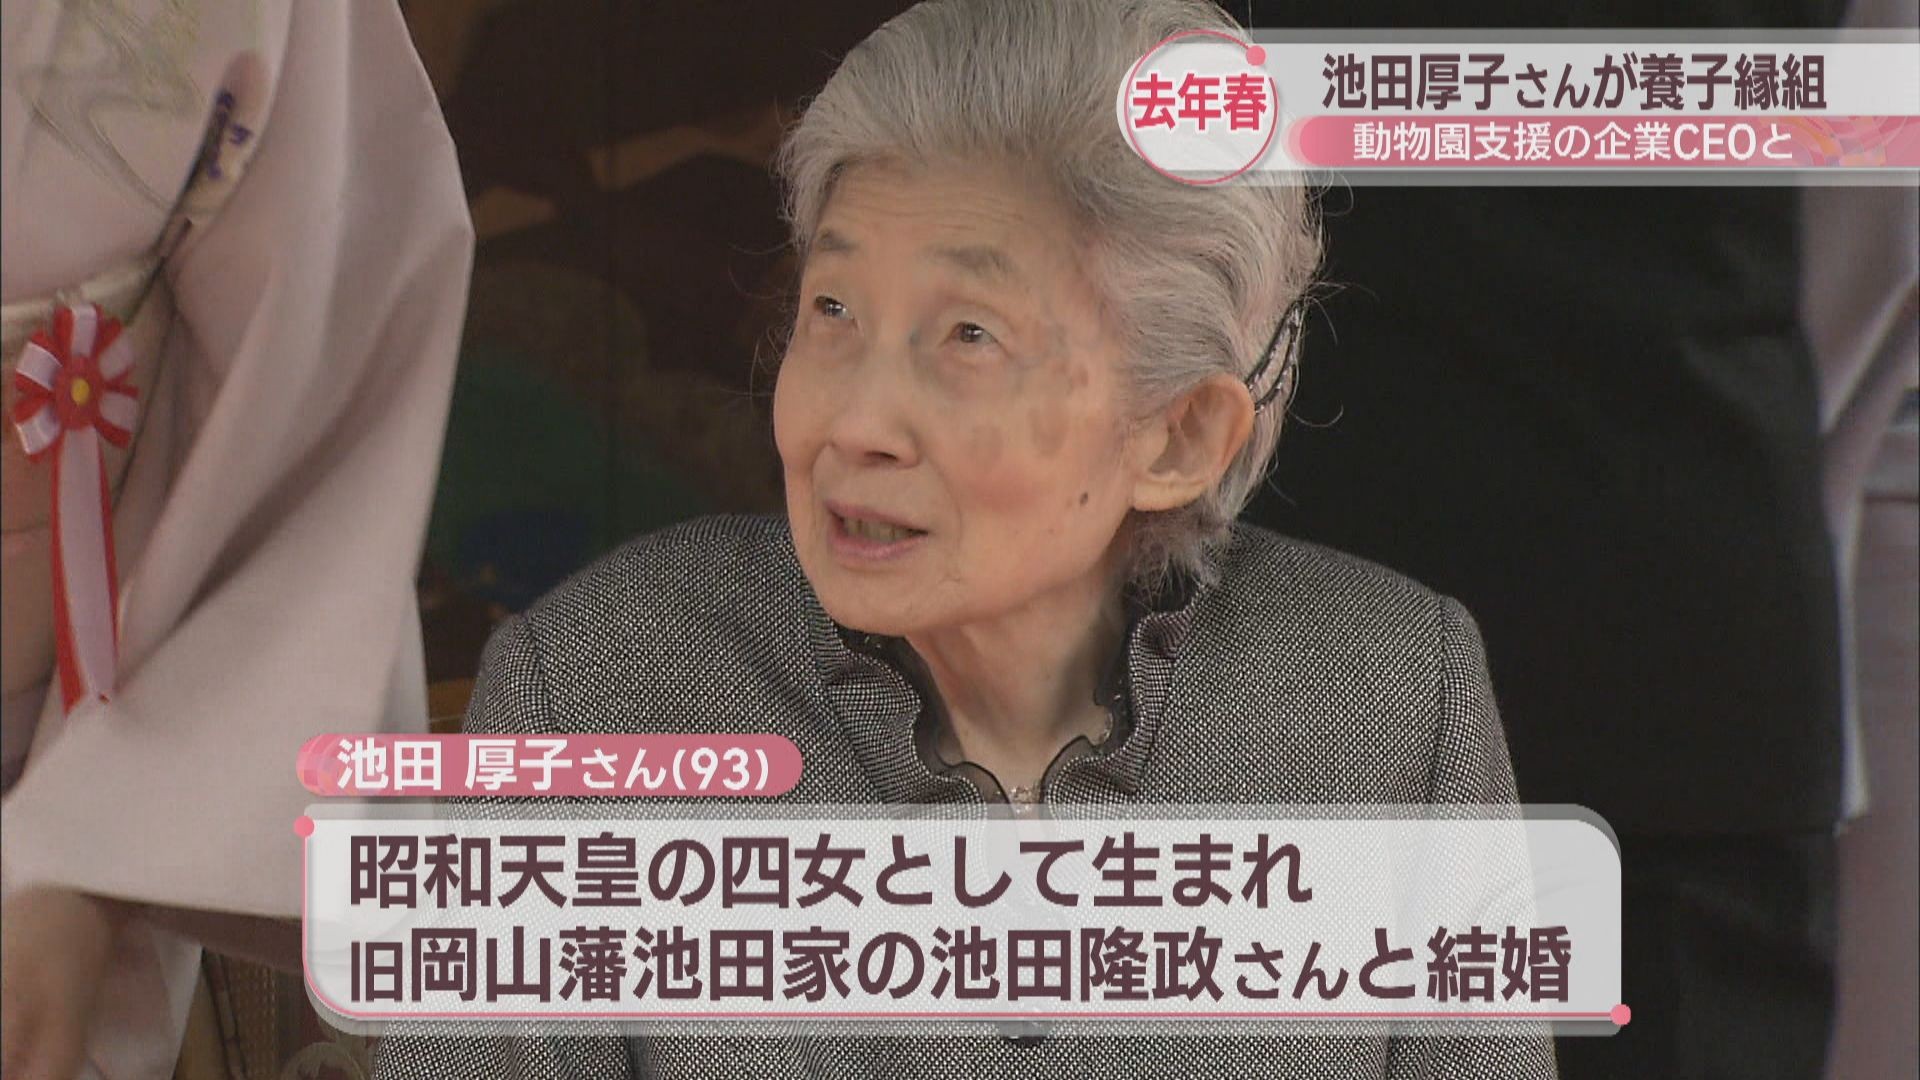 去年春
池田厚子さんが養子縁組
動物園支援の企業CEOと
池田 厚子さん(93)
昭和天皇の四女として生まれ
旧岡山藩池田家の池田隆政さんと結婚